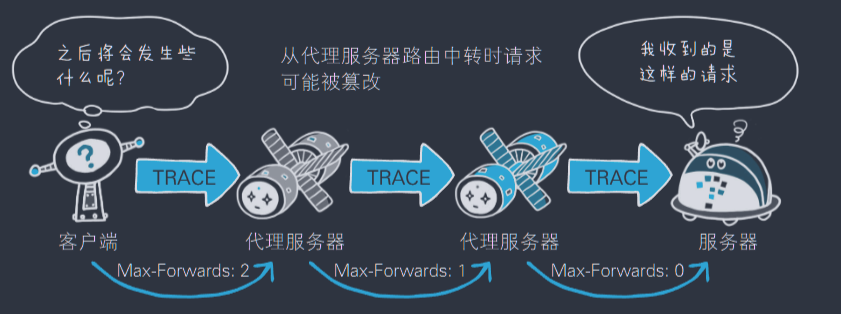 之后将会发生些
什么呢?
从代理服务器路由中转时请求
可能被篡改
我收到的是
这样的请求
?
TRACE
TRACE
TRACE
客户端
代理服务器
代理服务器
服务器
Max-Forwards: 2
Max-Forwards: 1
Max-Forwards: 0